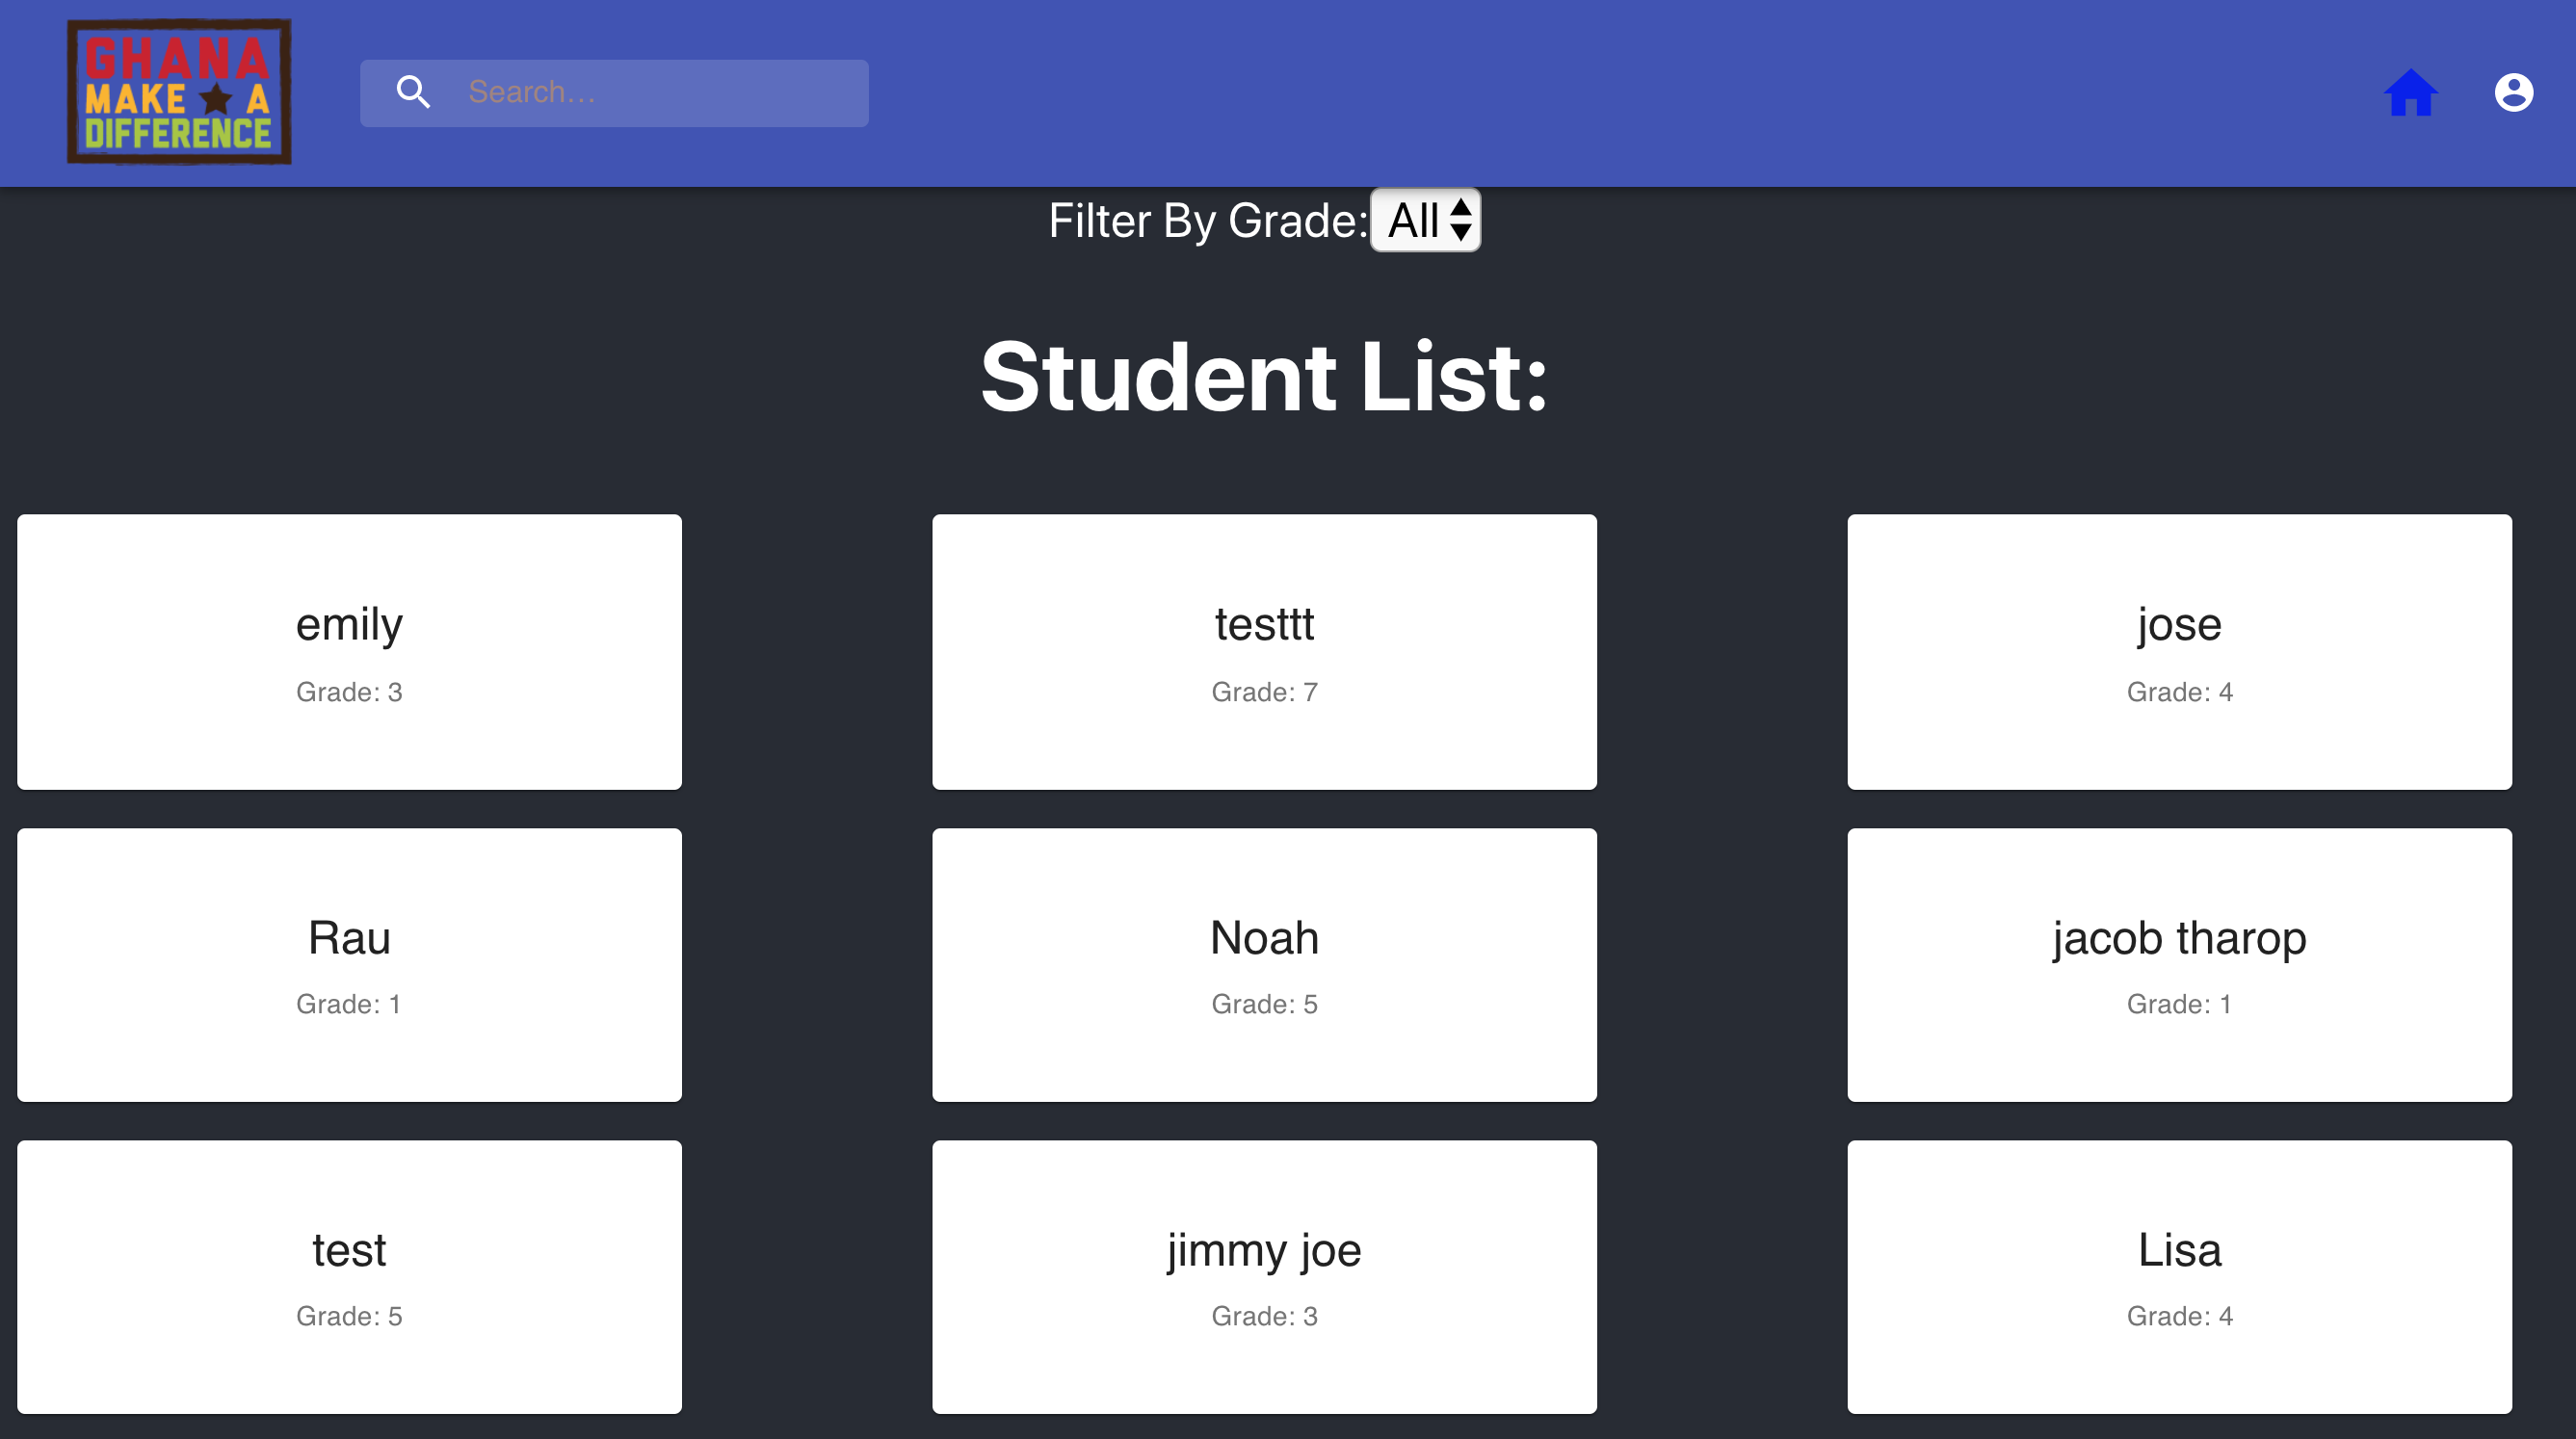 GHANA
MAKE A
DIFFERENCE
Search…
Filter By Grade: All
Student List:
emily
Grade: 3
testtt
Grade: 7
jose
Grade: 4
Rau
Grade: 1
Noah
Grade: 5
jacob tharop
Grade: 1
test
Grade: 5
jimmy joe
Grade: 3
Lisa
Grade: 4